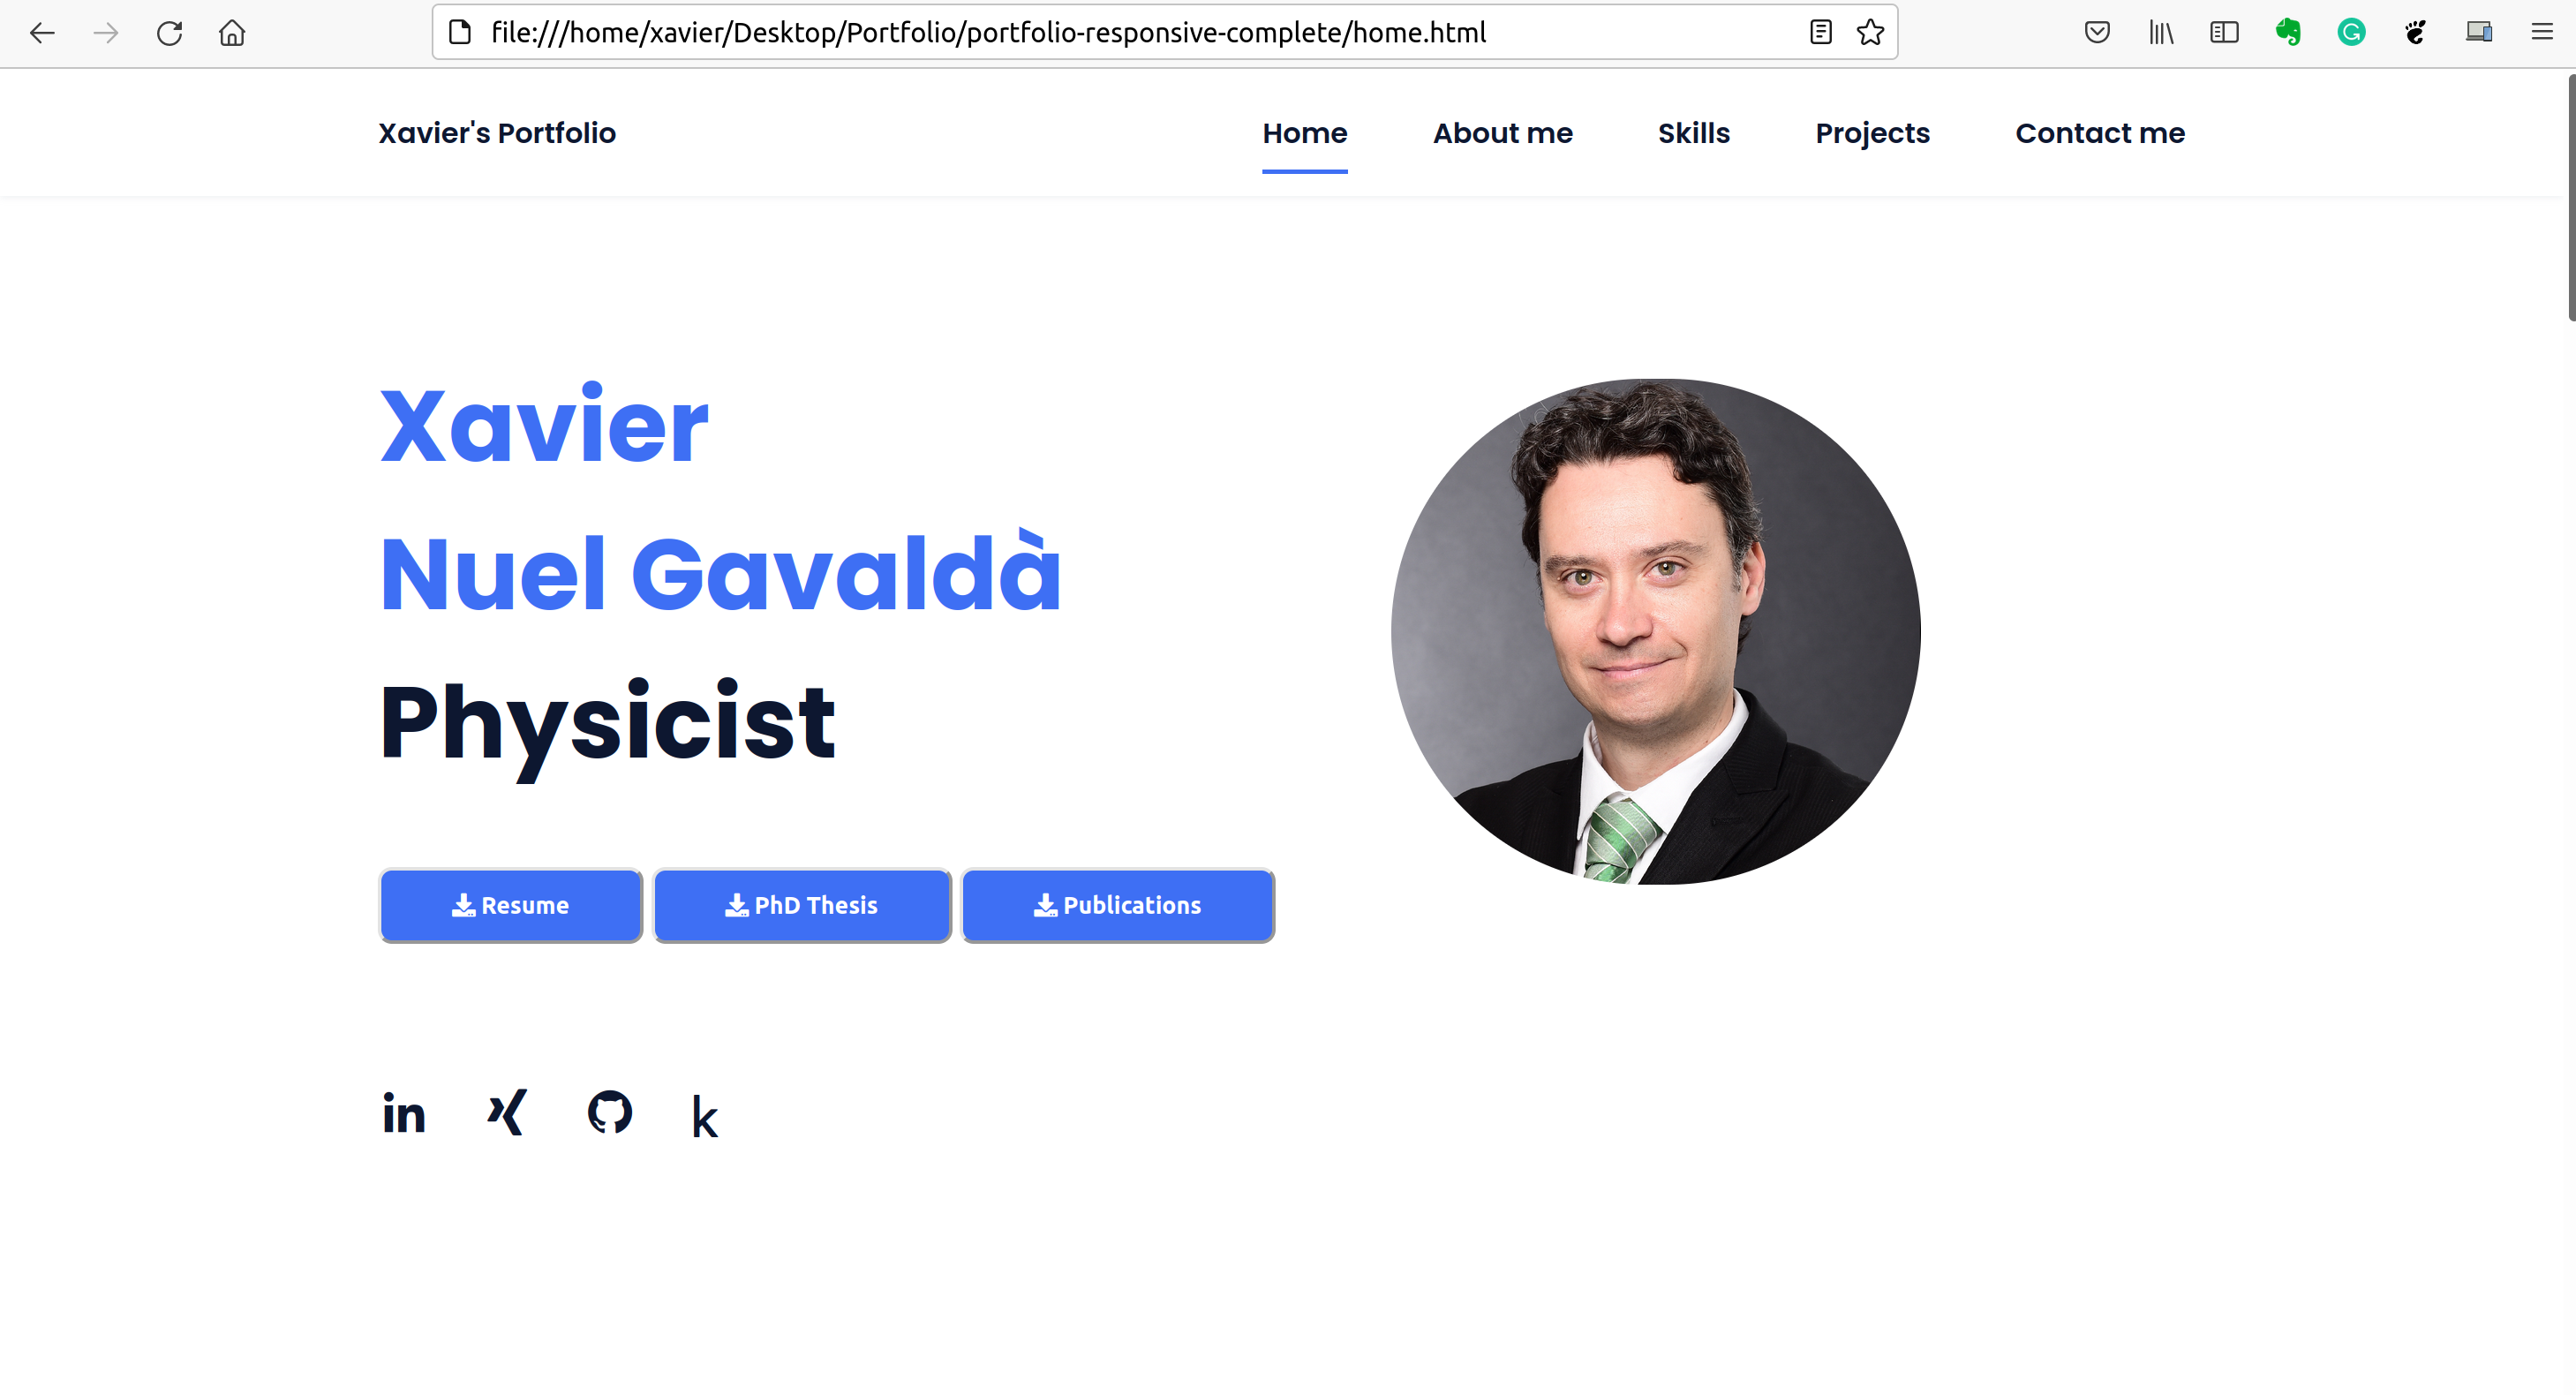 file:///home/xavier/Desktop/Portfolio/portfolio-responsive-complete/home.html
Xavier's Portfolio
Home About me Skills Projects Contact me
Xavier
Nuel Gavaldà
Physicist
Resume PhD Thesis Publications
in
k